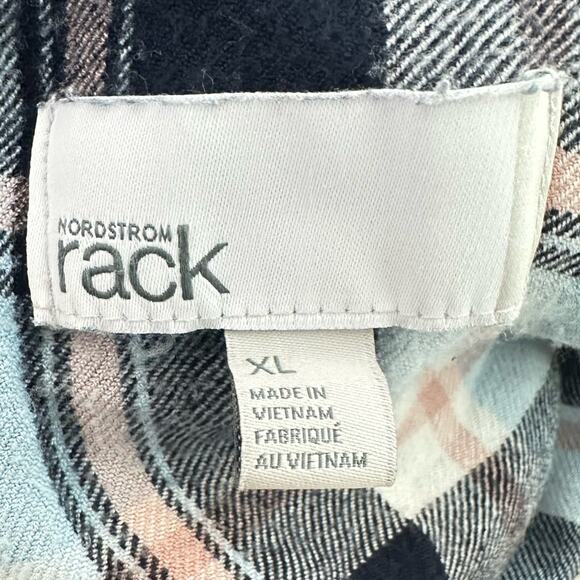 NORDSTROM
rack
XL
MADE IN
VIETNAM
FABRIQUÉ
AU VIETNAM